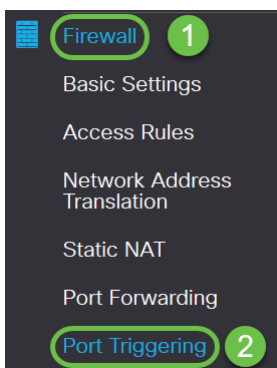 Firewall 1
Basic Settings
Access Rules
Network Address
Translation
Static NAT
Port Forwarding
Port Triggering 2